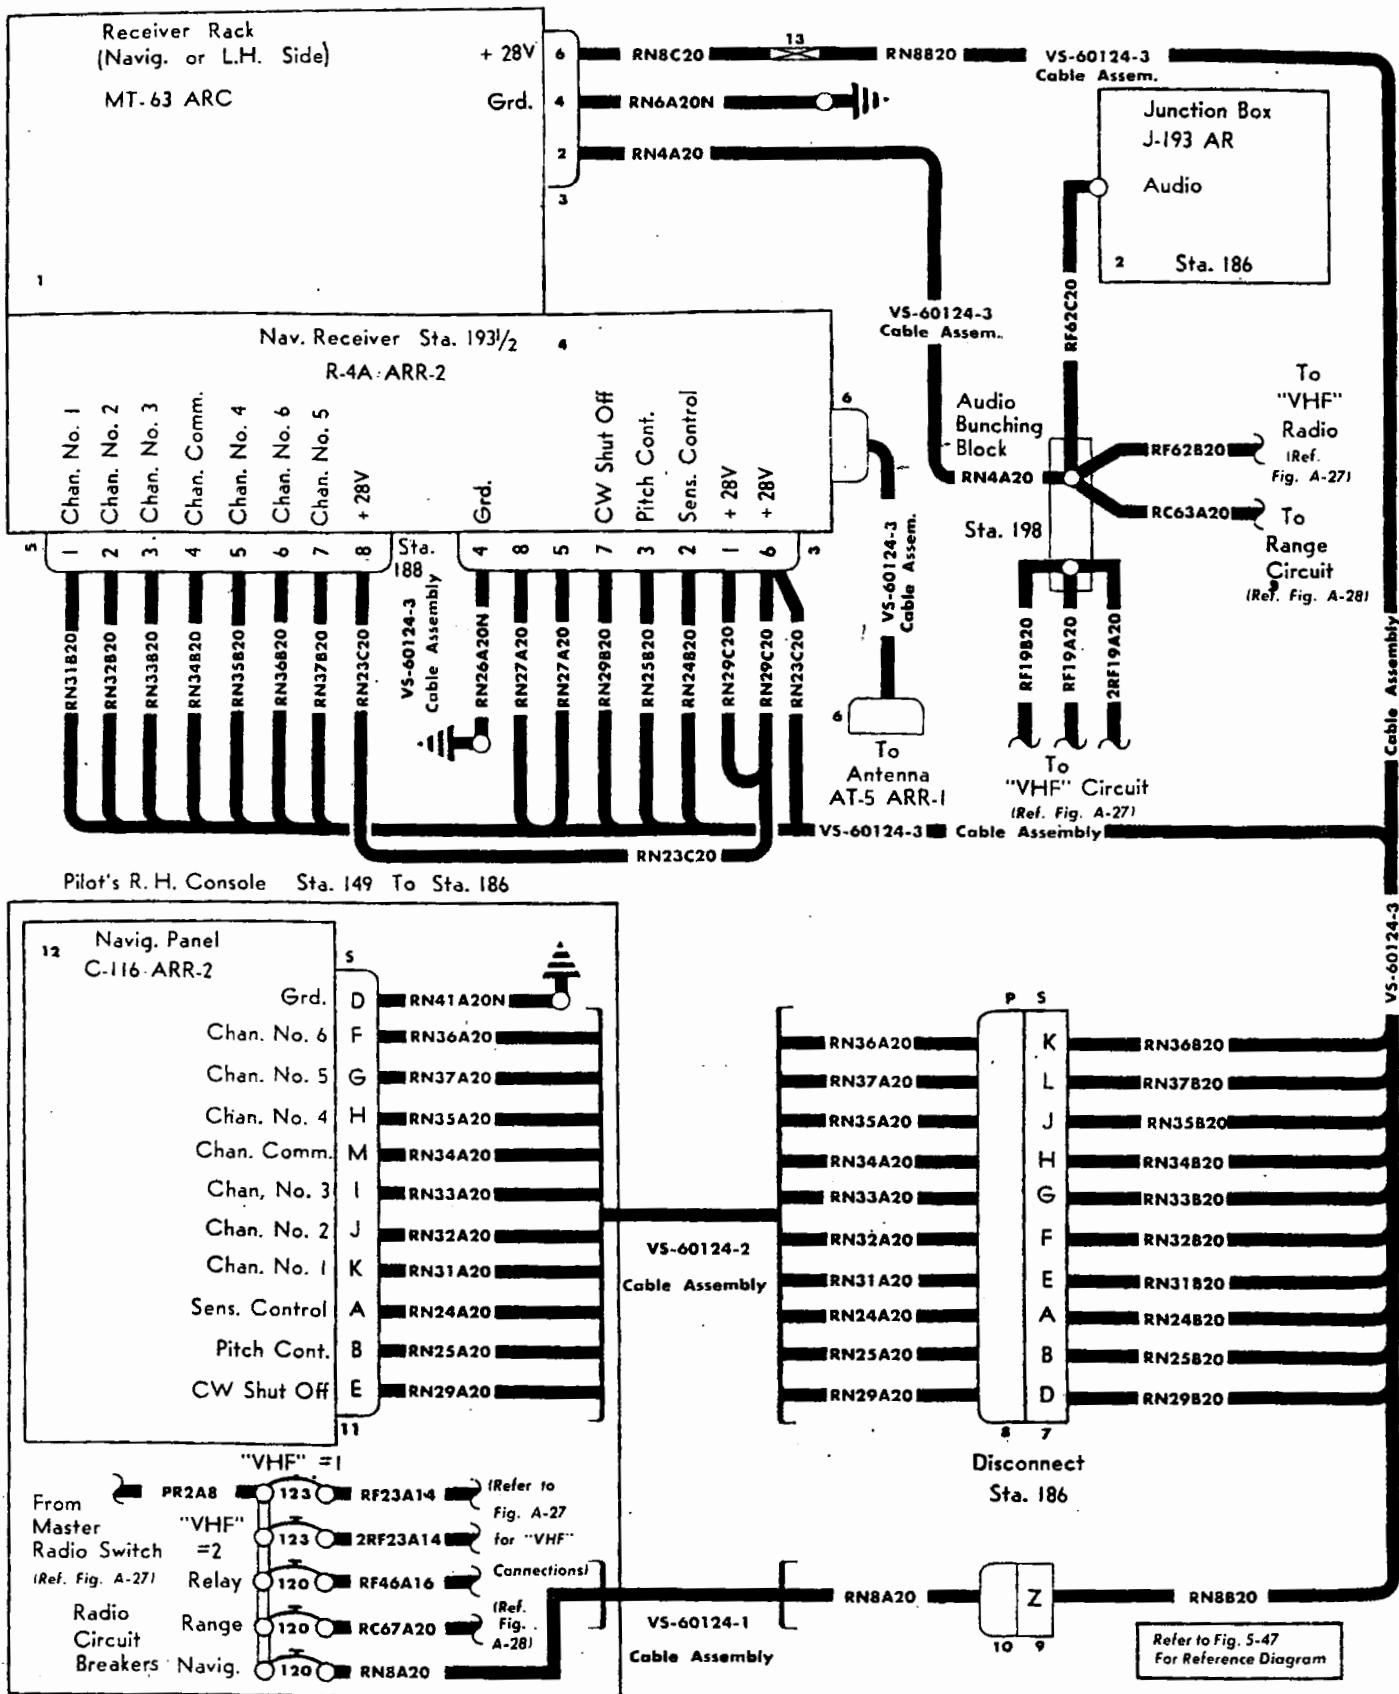 Receiver Rack
(Navig. or L.H. Side)
MT-63 ARC
+ 28V
Grd.
6
4
2
3
1
RN8C20
13
RN8B20
VS-60124-3
Cable Assem.
RN6A20N
RN4A20
Junction Box
J-193 AR
Audio
2 Sta. 186
RF62C20
VS-60124-3
Cable Assem.
Nav. Receiver Sta. 193½ 4
R-4A ARR-2
Chan. No. 1
Chan. No. 2
Chan. No. 3
Chan. Comm.
Chan. No. 4
Chan. No. 6
Chan. No. 5
+ 28V
Grd.
CW Shut Off
Pitch Cont.
Sens. Control
+ 28V
+ 28V
6
5
1 2 3 4 5 6 7 8
Sta.
188
4 8 5 7 3 2 1 6
3
RN31B20
RN32B20
RN33B20
RN34B20
RN35B20
RN36B20
RN37B20
RN23C20
VS-60124-3
Cable Assembly
RN26A20N
RN27A20
RN27A20
RN29B20
RN25B20
RN24B20
RN29C20
RN29C20
RN23C20
VS-60124-3
Cable Assem.
6
To
Antenna
AT-5 ARR-1
Audio
Bunching
Block
RN4A20
Sta. 198
RF62B20
To
"VHF"
Radio
(Ref.
Fig. A-27)
RC63A20
To
Range
Circuit
(Ref. Fig. A-28)
RF19B20
RF19A20
2RF19A20
To
"VHF" Circuit
(Ref. Fig. A-27)
VS-60124-3 Cable Assembly
RN23C20
VS-60124-3
Cable Assembly
Pilot's R. H. Console Sta. 149 To Sta. 186
12
Navig. Panel
C-116 ARR-2
S
Grd. D RN41A20N
Chan. No. 6 F RN36A20
Chan. No. 5 G RN37A20
Chan. No. 4 H RN35A20
Chan. Comm. M RN34A20
Chan, No. 3 I RN33A20
Chan. No. 2 J RN32A20
Chan. No. 1 K RN31A20
Sens. Control A RN24A20
Pitch Cont. B RN25A20
CW Shut Off E RN29A20
11
VS-60124-2
Cable Assembly
P S
RN36A20 K RN36B20
RN37A20 L RN37B20
RN35A20 J RN35B20
RN34A20 H RN34B20
RN33A20 G RN33B20
RN32A20 F RN32B20
RN31A20 E RN31B20
RN24A20 A RN24B20
RN25A20 B RN25B20
RN29A20 D RN29B20
8 7
Disconnect
Sta. 186
"VHF" =1
PR2A8 123 RF23A14
From
Master
Radio Switch
(Ref. Fig. A-27)
"VHF"
=2
123 2RF23A14
(Refer to
Fig. A-27
for "VHF"
Connections)
Relay 120 RF46A16
Radio
Circuit
Breakers
Range 120 RC67A20
(Ref.
Fig.
A-28)
Navig. 120 RN8A20
VS-60124-1
Cable Assembly
RN8A20 Z RN8B20
10 9
Refer to Fig. 5-47
For Reference Diagram